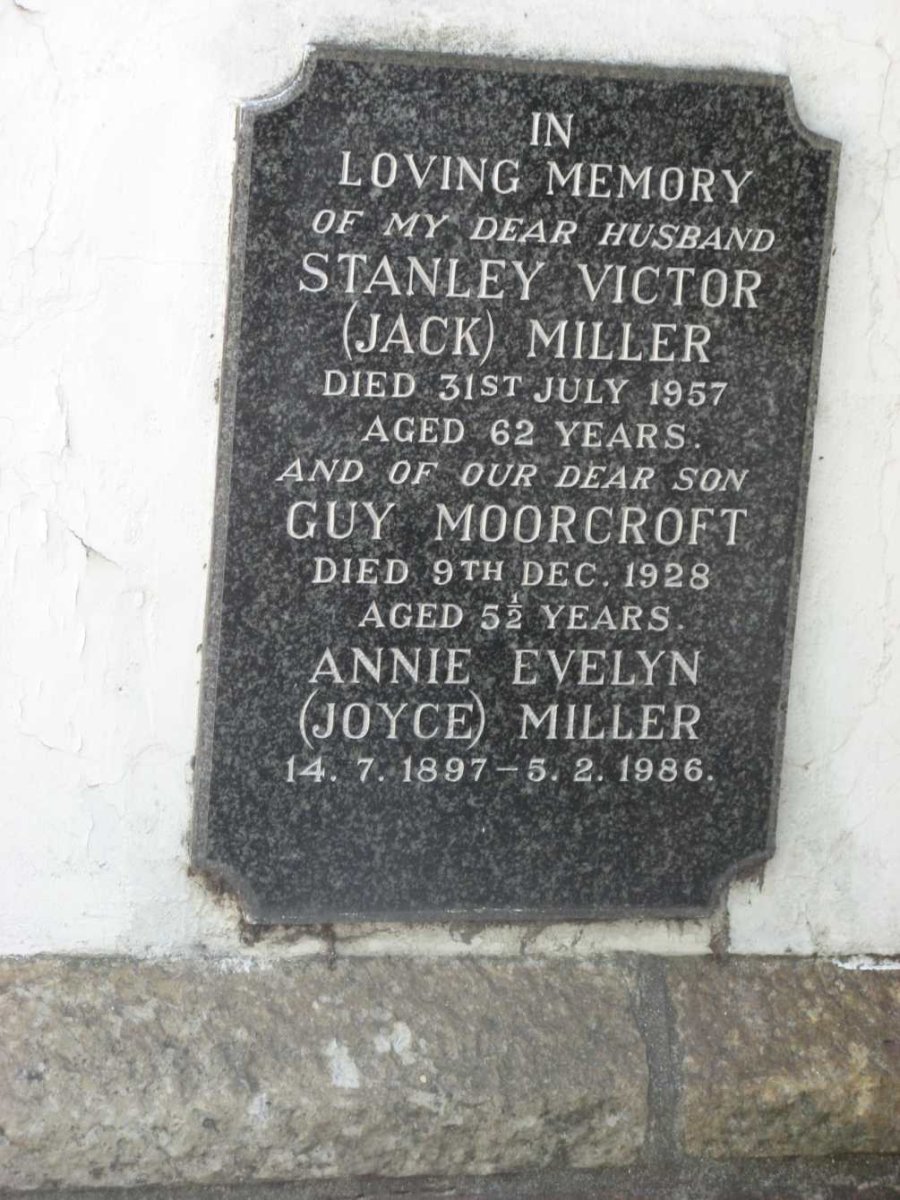 IN
LOVING MEMORY
OF MY DEAR HUSBAND
STANLEY VICTOR
(JACK) MILLER
DIED 31ST JULY 1957
AGED 62 YEARS.
AND OF OUR DEAR SON
GUY MOORCROFT
DIED 9TH DEC. 1928
AGED 5½ YEARS.
ANNIE EVELYN
(JOYCE) MILLER
14. 7. 1897–5. 2. 1986.